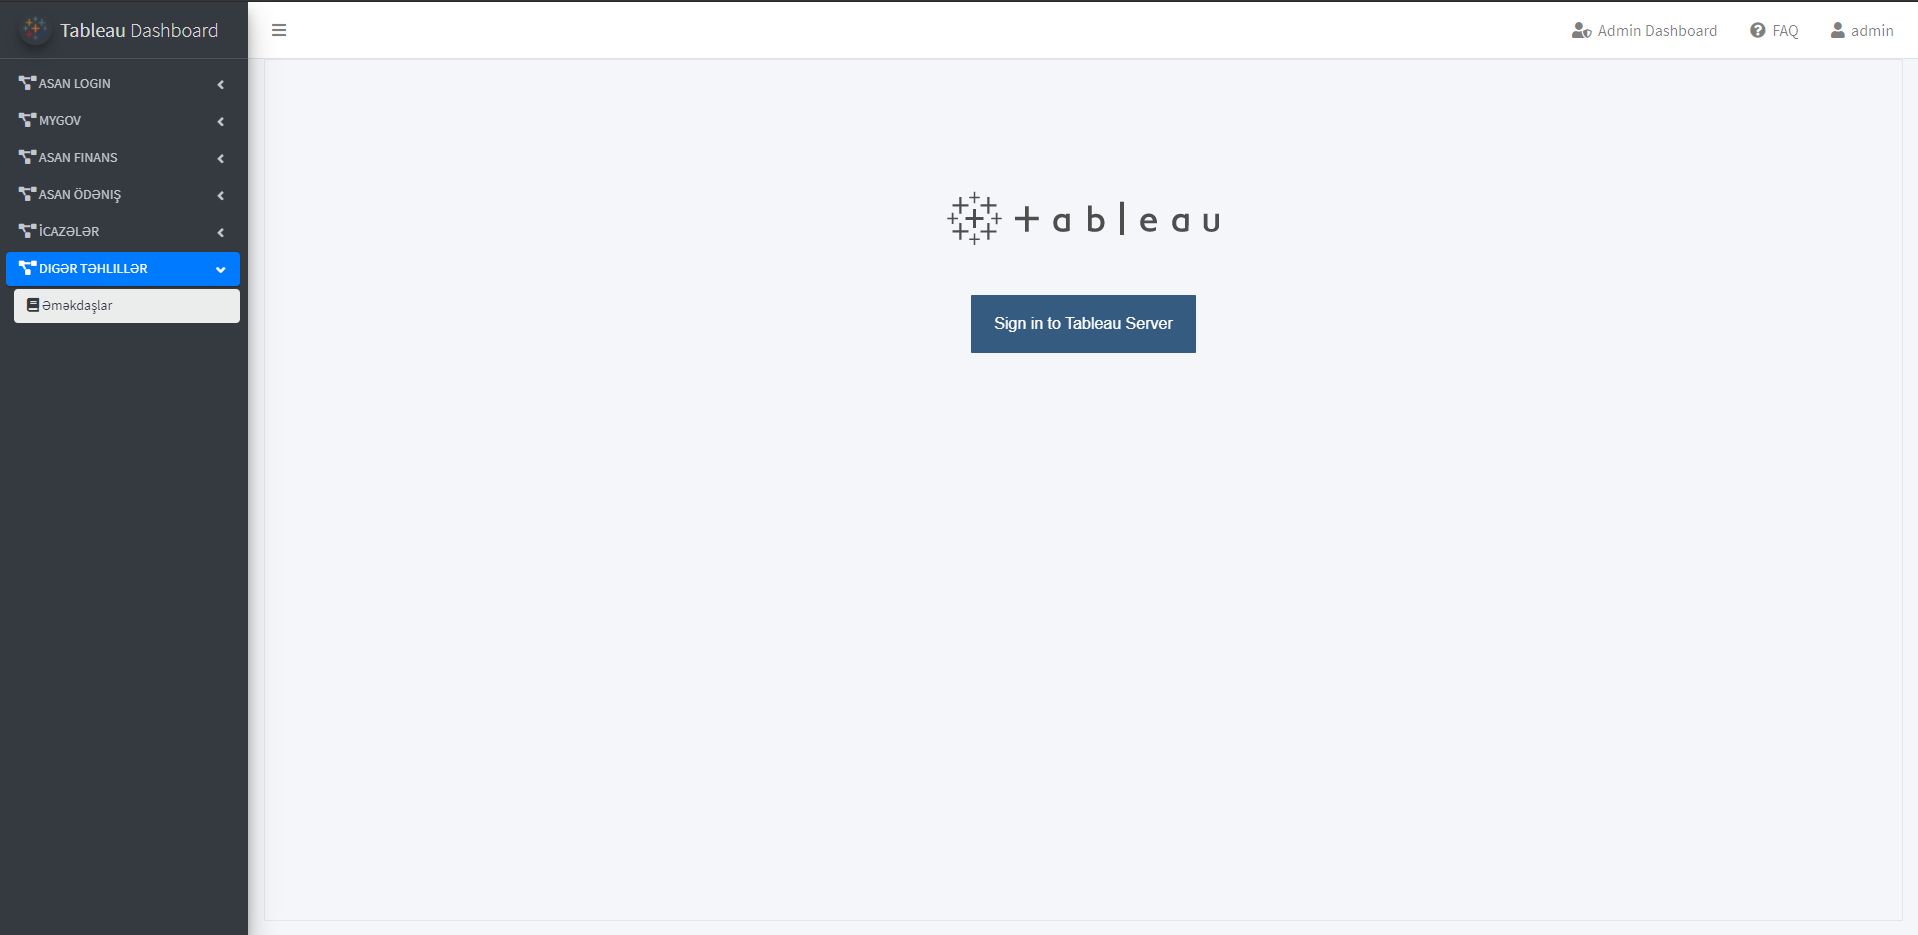 Tableau Dashboard
Admin Dashboard
FAQ
admin
ASAN LOGIN
MYGOV
ASAN FINANS
ASAN ÖDƏNIŞ
İCAZƏLƏR
DIGƏR TƏHLILLƏR
Əməkdaşlar
+ableau
Sign in to Tableau Server